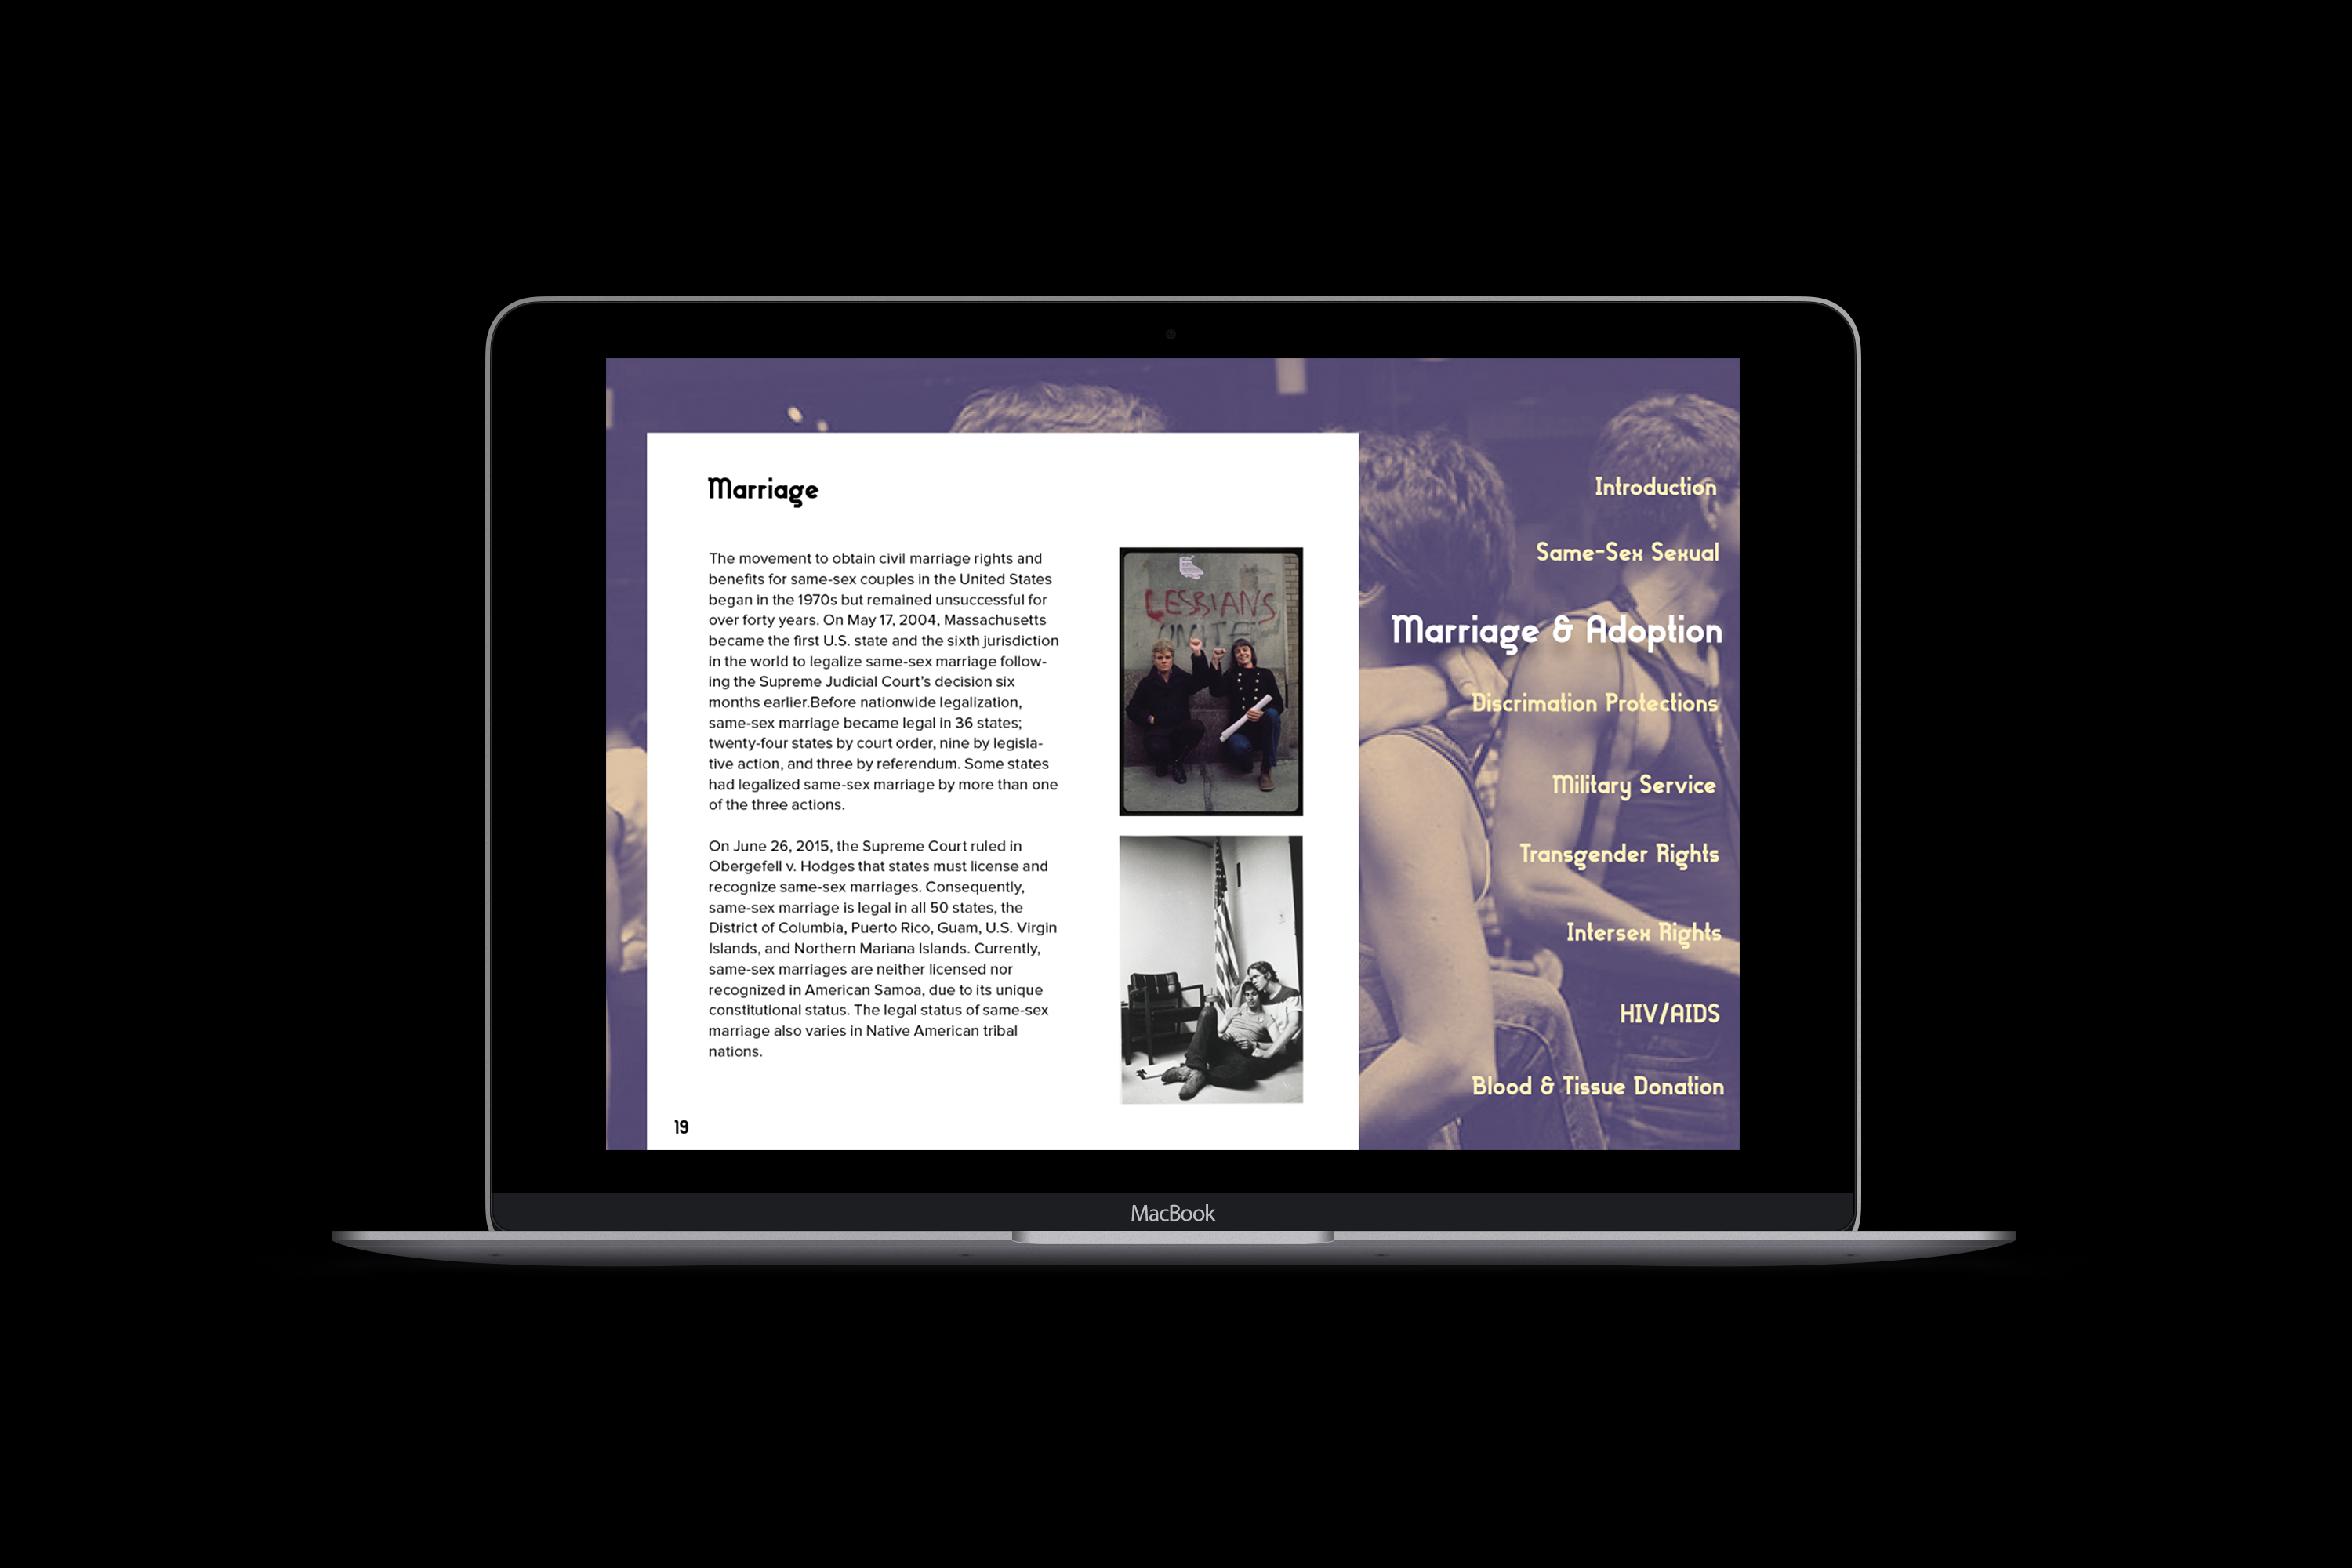 Marriage
The movement to obtain civil marriage rights and
benefits for same-sex couples in the United States
began in the 1970s but remained unsuccessful for
over forty years. On May 17, 2004, Massachusetts
became the first U.S. state and the sixth jurisdiction
in the world to legalize same-sex marriage follow-
ing the Supreme Judicial Court's decision six
months earlier.Before nationwide legalization,
same-sex marriage became legal in 36 states;
twenty-four states by court order, nine by legisla-
tive action, and three by referendum. Some states
had legalized same-sex marriage by more than one
of the three actions.
On June 26, 2015, the Supreme Court ruled in
Obergefell v. Hodges that states must license and
recognize same-sex marriages. Consequently,
same-sex marriage is legal in all 50 states, the
District of Columbia, Puerto Rico, Guam, U.S. Virgin
Islands, and Northern Mariana Islands. Currently,
same-sex marriages are neither licensed nor
recognized in American Samoa, due to its unique
constitutional status. The legal status of same-sex
marriage also varies in Native American tribal
nations.
19
LESBIANS
UNITE
Introduction
Same-Sex Sexual
Marriage & Adoption
Discrimation Protections
Military Service
Transgender Rights
Intersex Rights
HIV/AIDS
Blood & Tissue Donation
MacBook